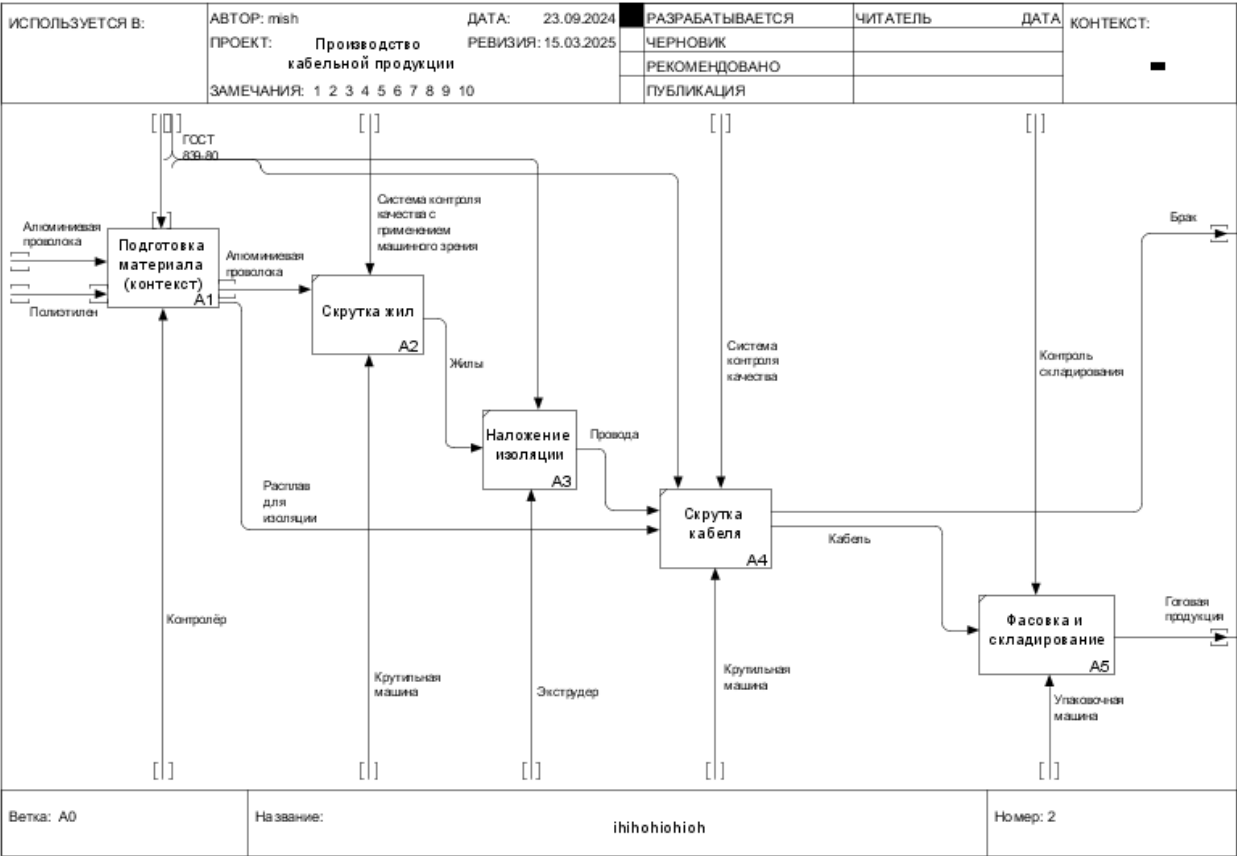 ИСПОЛЬЗУЕТСЯ В:
АВТОР: mish
ДАТА: 23.09.2024
ПРОЕКТ: Производство
кабельной продукции
РЕВИЗИЯ: 15.03.2025
ЗАМЕЧАНИЯ: 1 2 3 4 5 6 7 8 9 10
РАЗРАБАТЫВАЕТСЯ
ЧЕРНОВИК
РЕКОМЕНДОВАНО
ПУБЛИКАЦИЯ
ЧИТАТЕЛЬ
ДАТА
КОНТЕКСТ:
ГОСТ
839-80
Система контроля
качества с
применением
машинного зрения
Алюминиевая
проволока
Полиэтилен
Подготовка
материала
(контекст)
A1
Алюминиевая
проволока
Брак
Скрутка жил
A2
Жилы
Система
контроля
качества
Контроль
складирования
Наложение
изоляции
A3
Провода
Расплав
для
изоляции
Скрутка
кабеля
A4
Кабель
Готовая
продукция
Фасовка и
складирование
A5
Контролёр
Крутильная
машина
Экструдер
Крутильная
машина
Упаковочная
машина
Ветка: A0
Название:
ihihohiohioh
Номер: 2